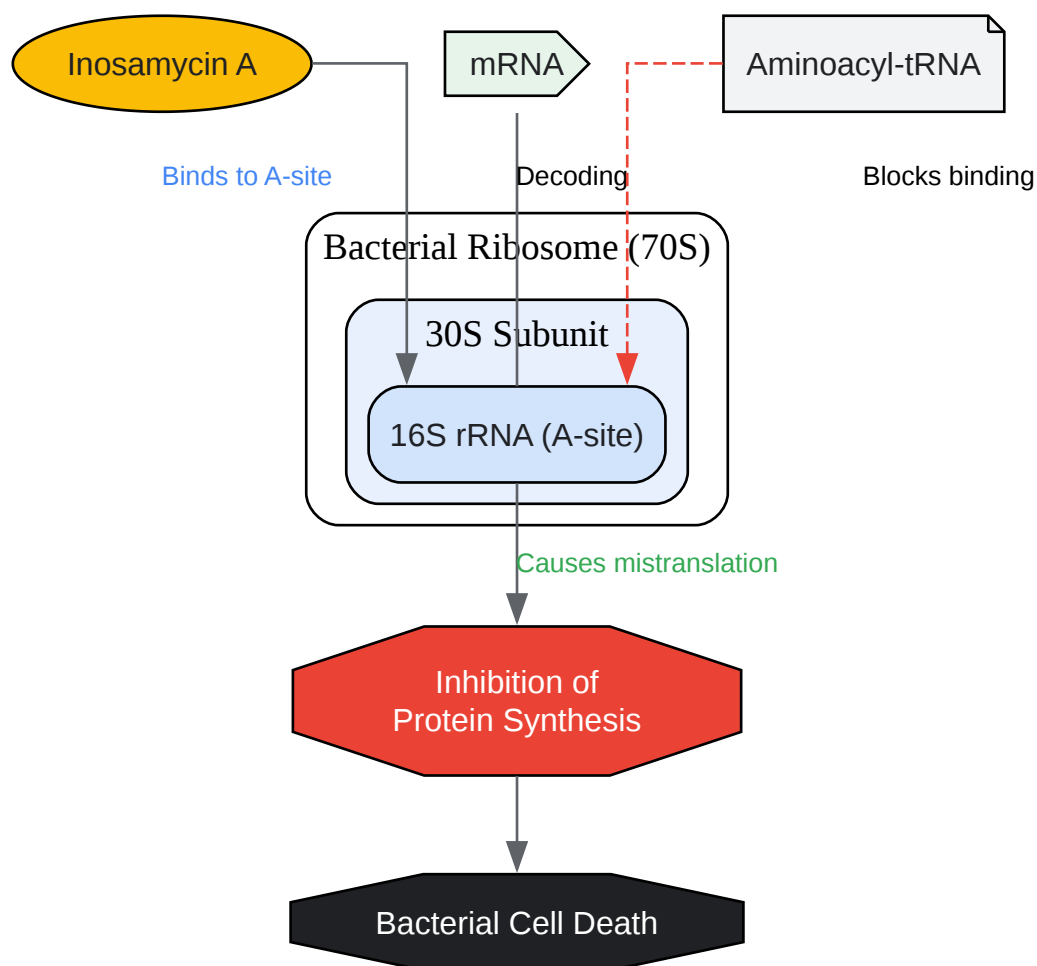 Inosamycin A
mRNA
Aminoacyl-tRNA
Binds to A-site
Decoding
Blocks binding
Bacterial Ribosome (70S)
30S Subunit
16S rRNA (A-site)
Causes mistranslation
Inhibition of
Protein Synthesis
Bacterial Cell Death